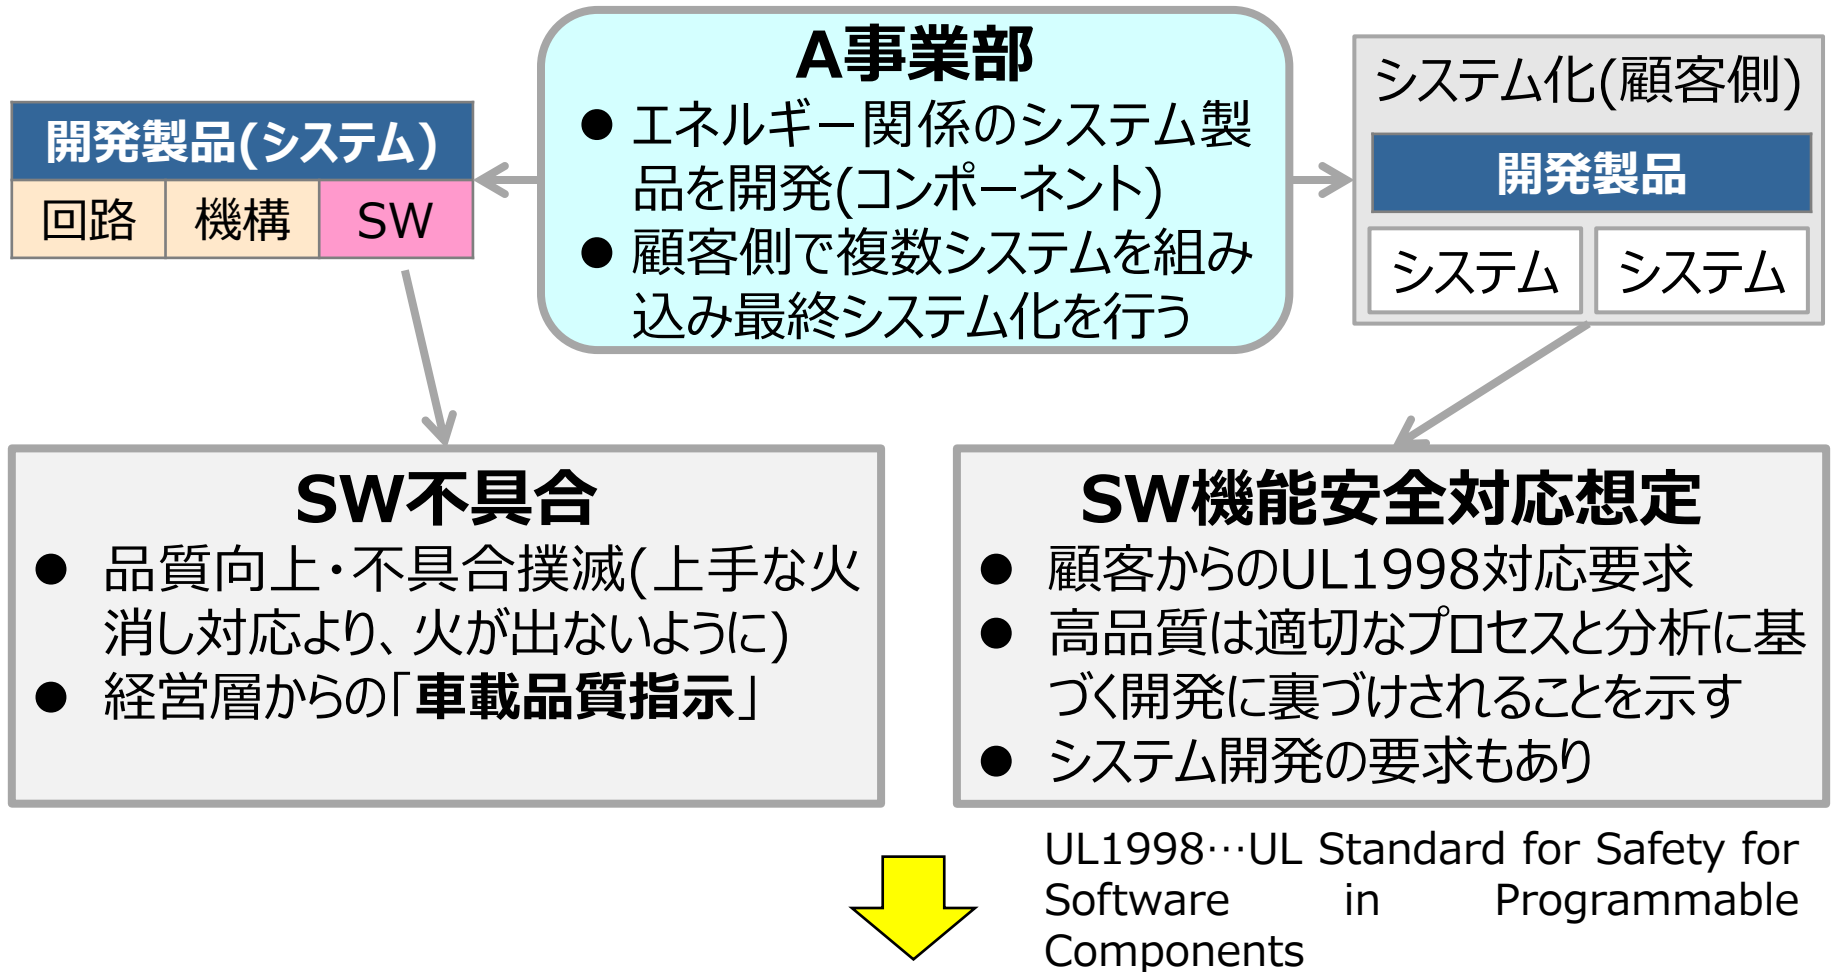 A事業部
● エネルギー関係のシステム製
品を開発(コンポーネント)
● 顧客側で複数システムを組み
込み最終システム化を行う
開発製品(システム)
回路 機構 SW
システム化(顧客側)
開発製品
システム システム
SW不具合
● 品質向上・不具合撲滅(上手な火
消し対応より、火が出ないように)
● 経営層からの「車載品質指示」
SW機能安全対応想定
● 顧客からのUL1998対応要求
● 高品質は適切なプロセスと分析に基
づく開発に裏づけされることを示す
● システム開発の要求もあり
UL1998…UL Standard for Safety for
Software in Programmable
Components